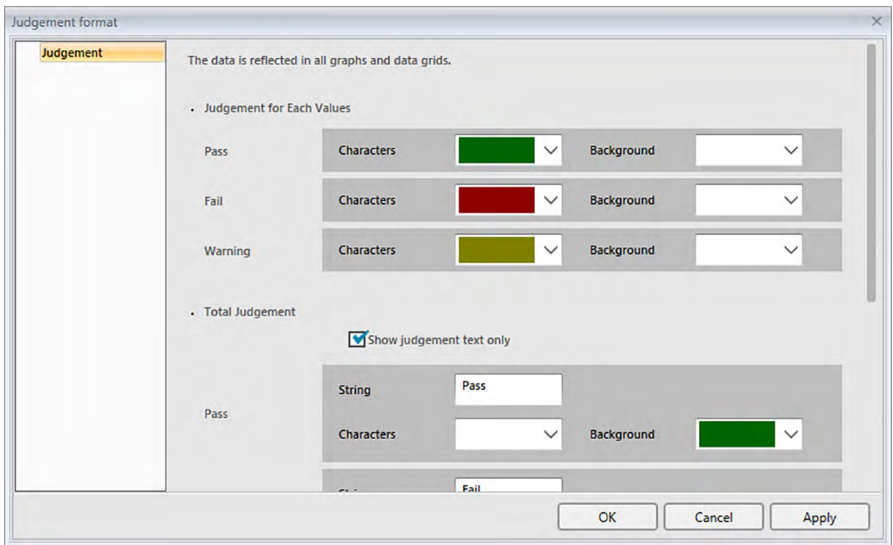 Judgement format
Judgement
The data is reflected in all graphs and data grids.
Judgement for Each Values
Pass Characters Background
Fail Characters Background
Warning Characters Background
Total Judgement
Show judgement text only
String Pass
Pass
Characters Background
Fail
OK Cancel Apply